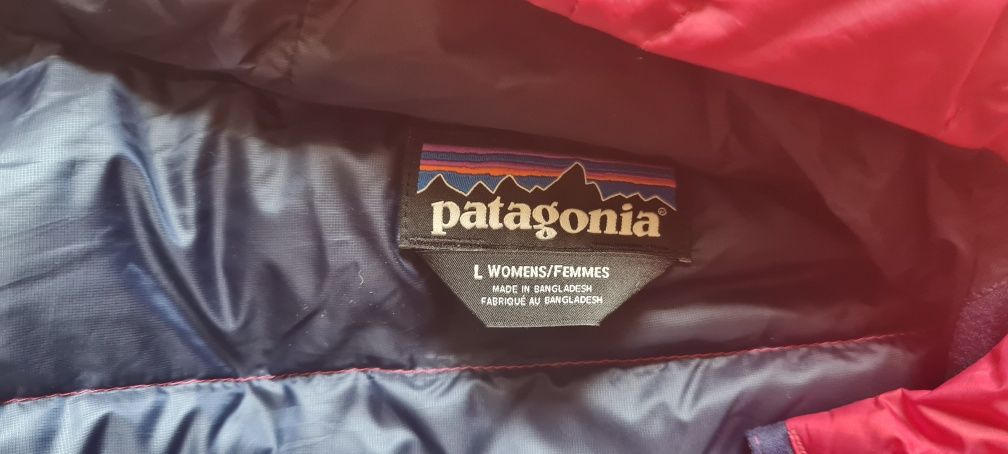 patagonia®
L WOMENS/FEMMES
MADE IN BANGLADESH
FABRIQUÉ AU BANGLADESH